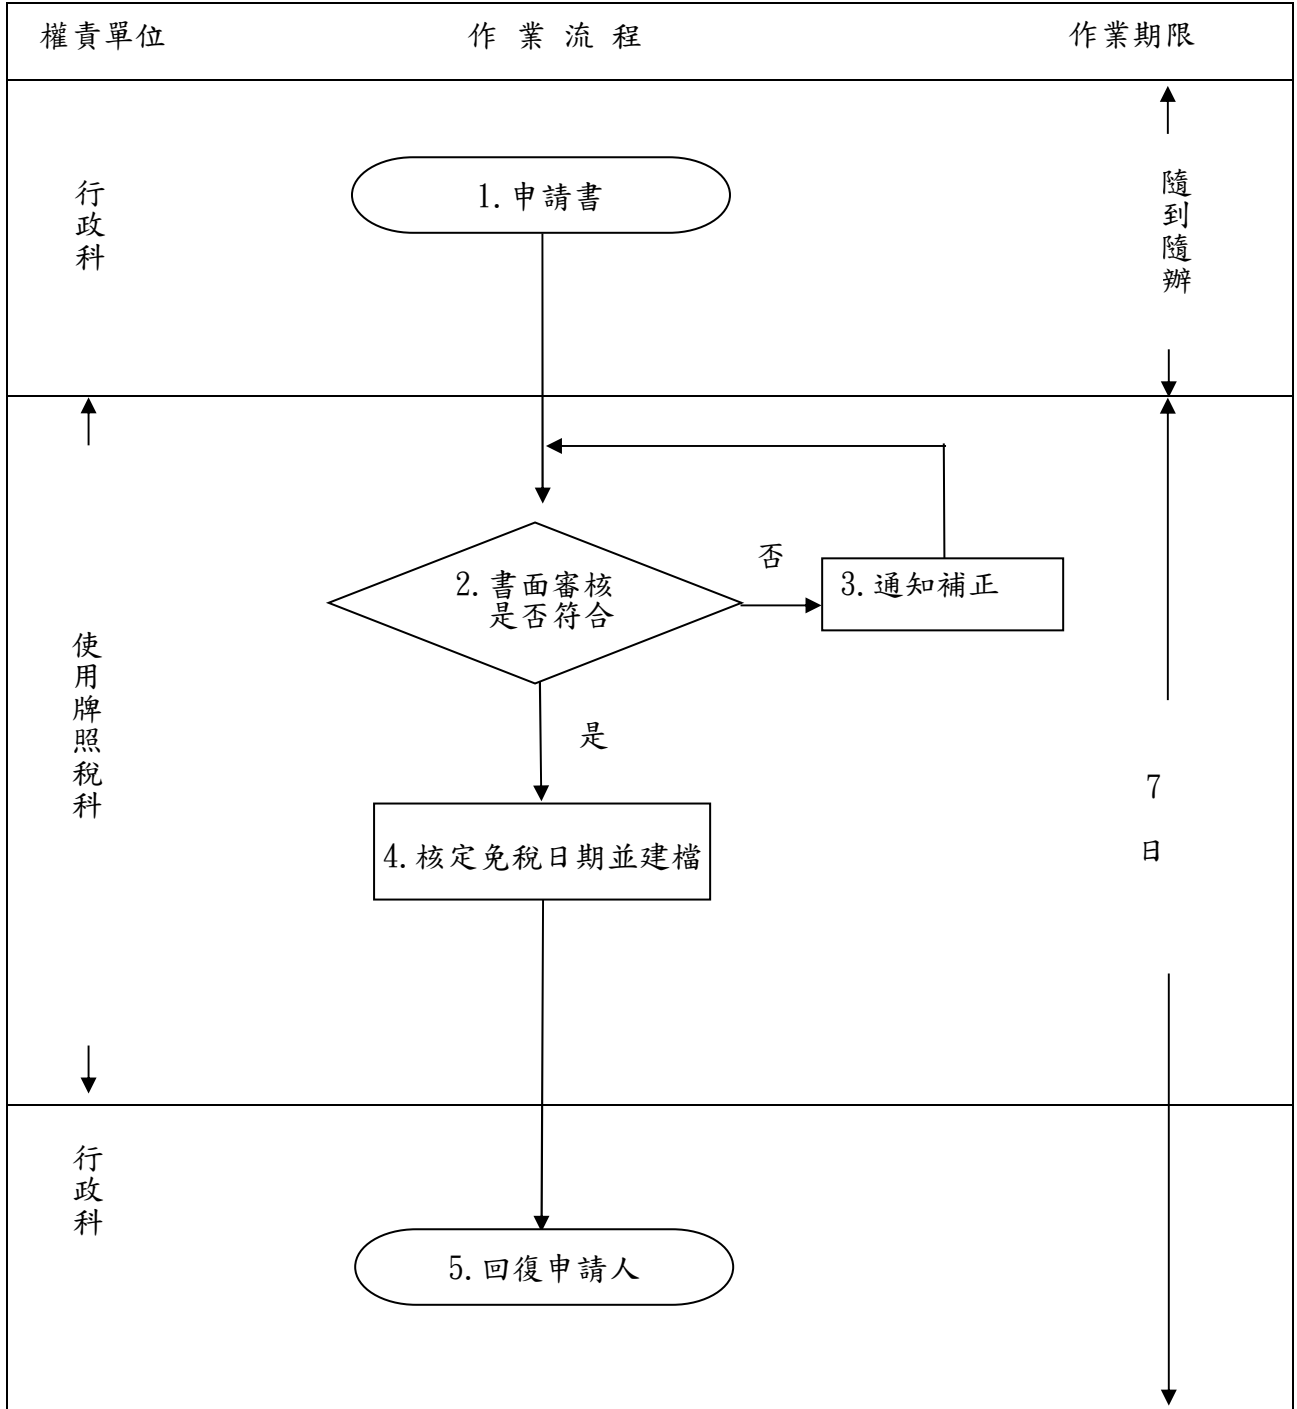 權責單位
作 業 流 程
作業期限
行政科
1.申請書
隨到隨辦
使用牌照稅科
2.書面審核
是否符合
否
3.通知補正
是
4.核定免稅日期並建檔
7日
行政科
5.回復申請人